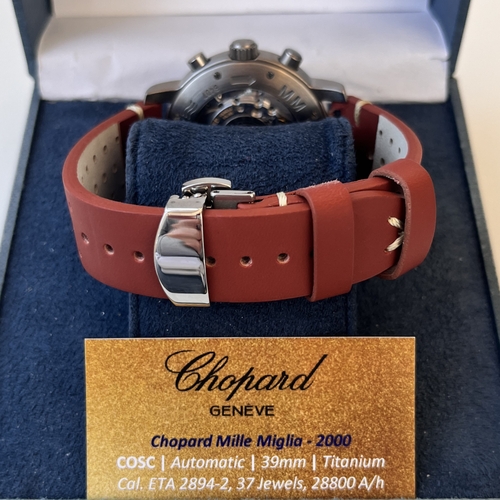 Chopard
GENÈVE
Chopard Mille Miglia - 2000
COSC | Automatic | 39mm | Titanium
Cal. ETA 2894-2, 37 Jewels, 28800 A/h